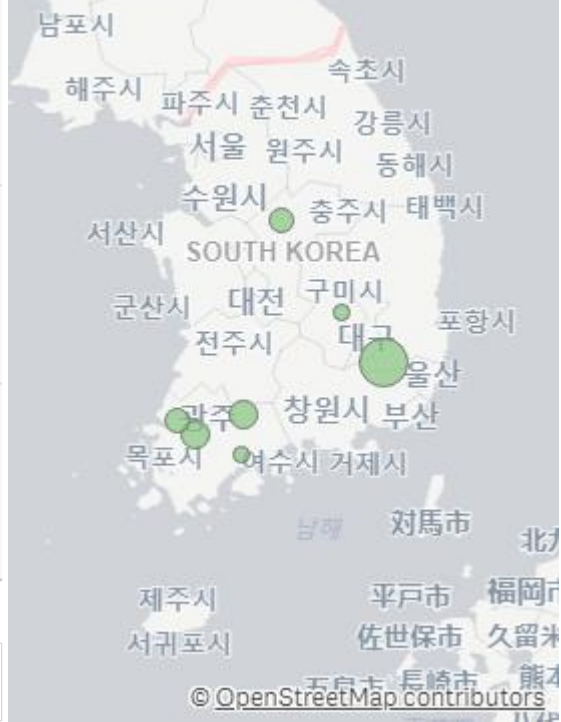 남포시
속초시
해주시 파주시 춘천시
강릉시
서울 원주시
동해시
수원시
충주시 태백시
서산시
SOUTH KOREA
구미시
군산시 대전
포항시
대구
전주시
울산
창원시 부산
광주
목포시
여수시 거제시
남해
対馬市
제주시
平戸市 福岡市
서귀포시
佐世保市 久留米
長崎市
© OpenStreetMap contributors